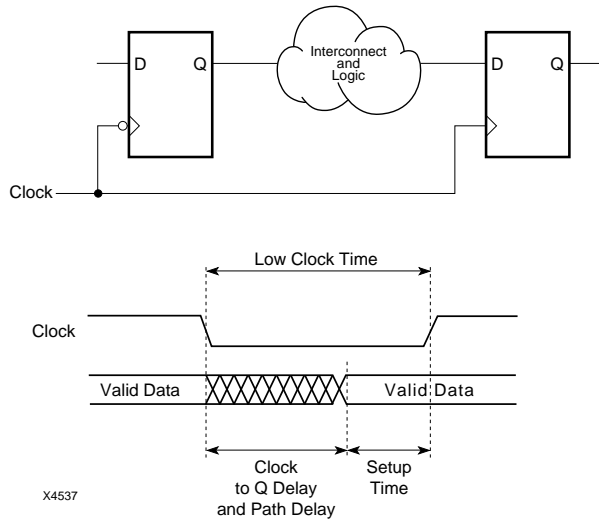 D Q
Interconnect
and
Logic
D Q
Clock
Low Clock Time
Clock
Valid Data
Valid Data
Clock
to Q Delay
and Path Delay
Setup
Time
X4537